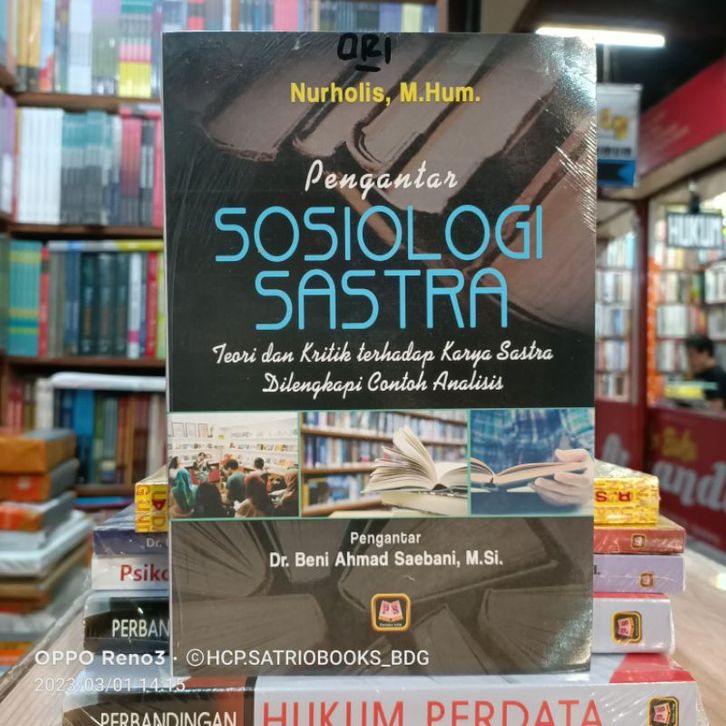 ORI
Nurholis, M.Hum.
Pengantar
SOSIOLOGI
SASTRA
Teori dan Kritik terhadap Karya Sastra
Dilengkapi Contoh Analisis
Pengantar
Dr. Beni Ahmad Saebani, M.Si.
HUKUM
Dr.
Psiko
PERBAN
OPPO Reno3 · ©HCP.SATRIOBOOKS_BDG
2023/03/01 14:15
PERBANDINGAN HUKUM PERDATA